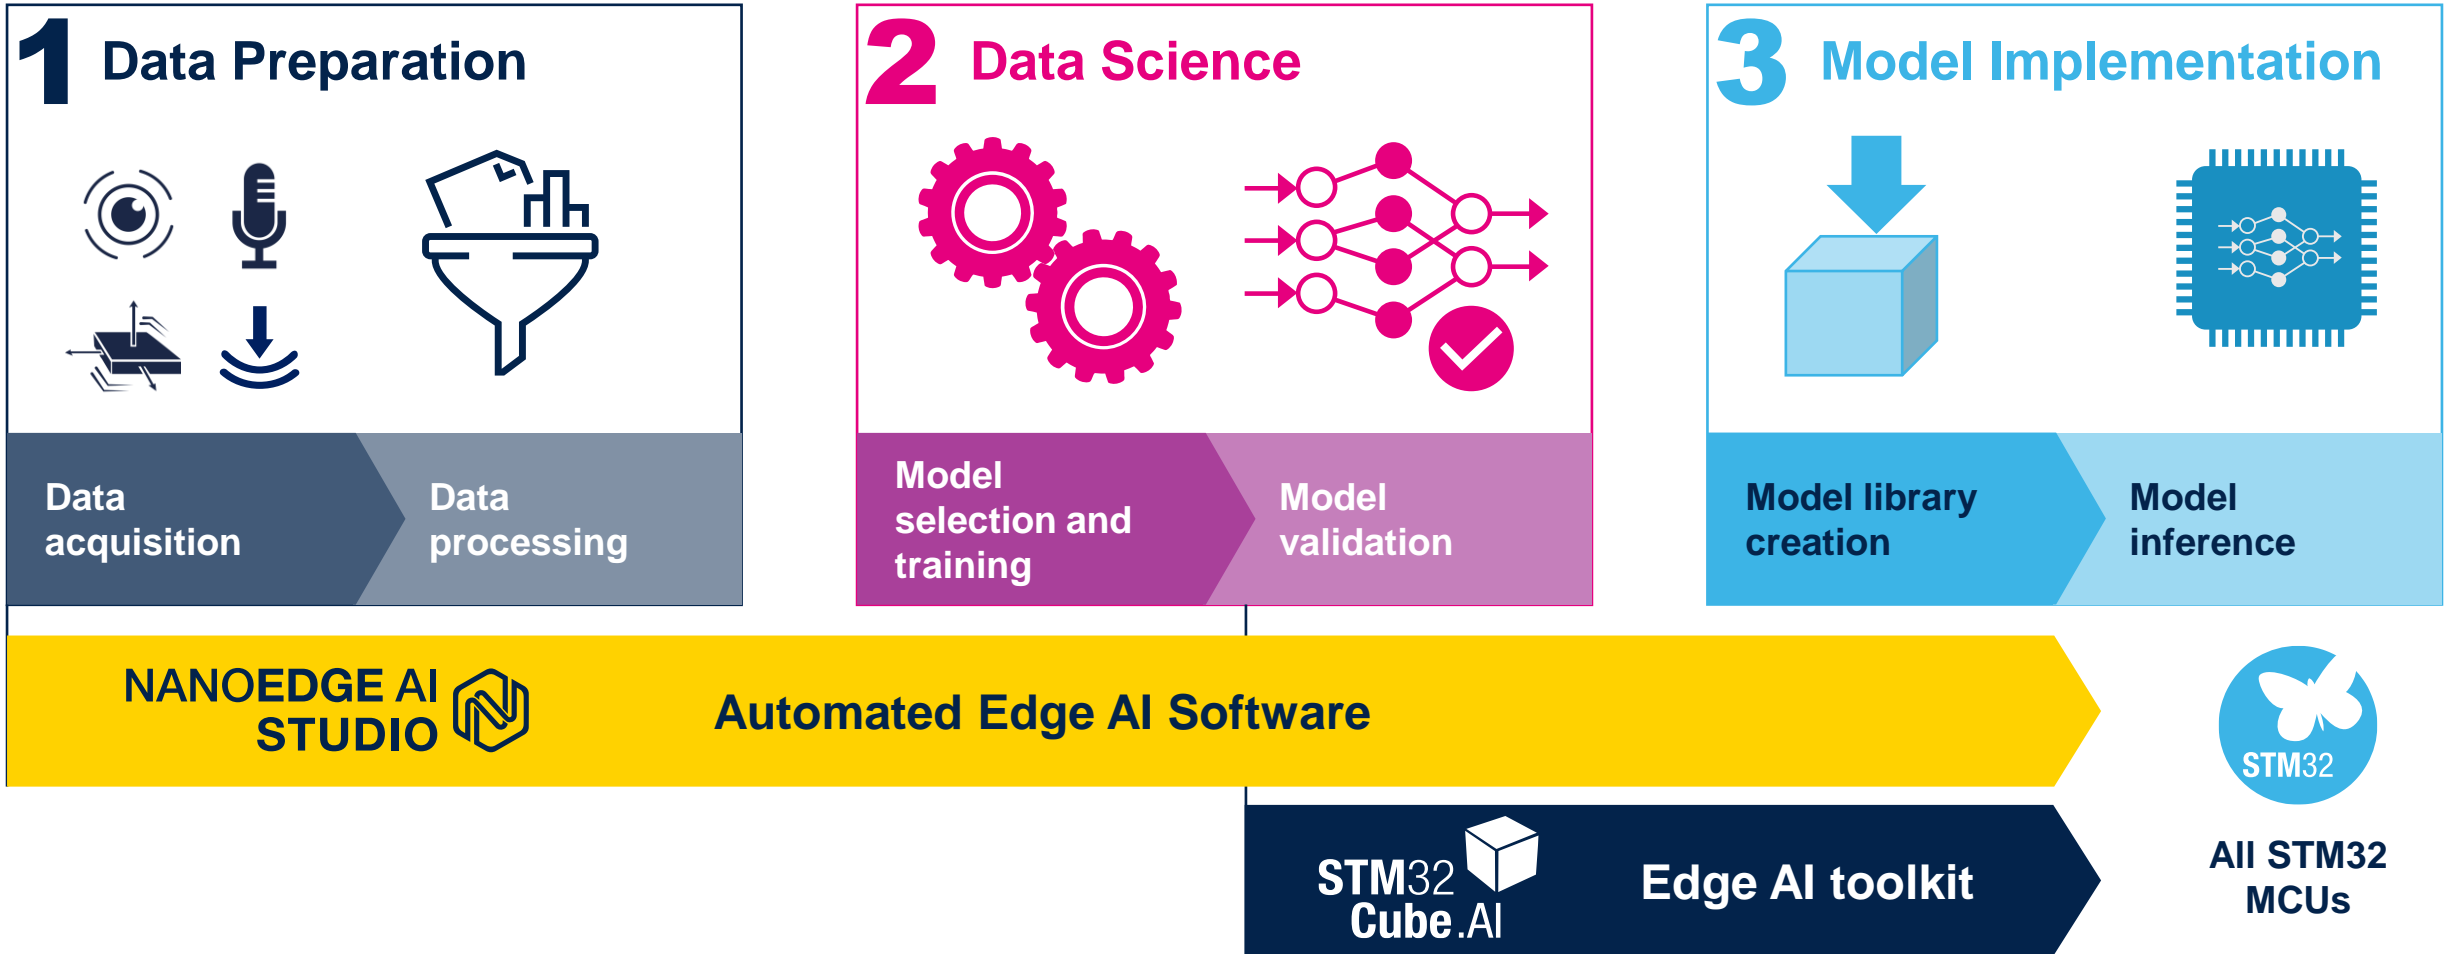 1 Data Preparation
2 Data Science
3 Model Implementation
Data
acquisition
Data
processing
Model
selection and
training
Model
validation
Model library
creation
Model
inference
NANOEDGE AI
STUDIO
Automated Edge AI Software
STM32
STM32
Cube.AI
Edge AI toolkit
All STM32
MCUs